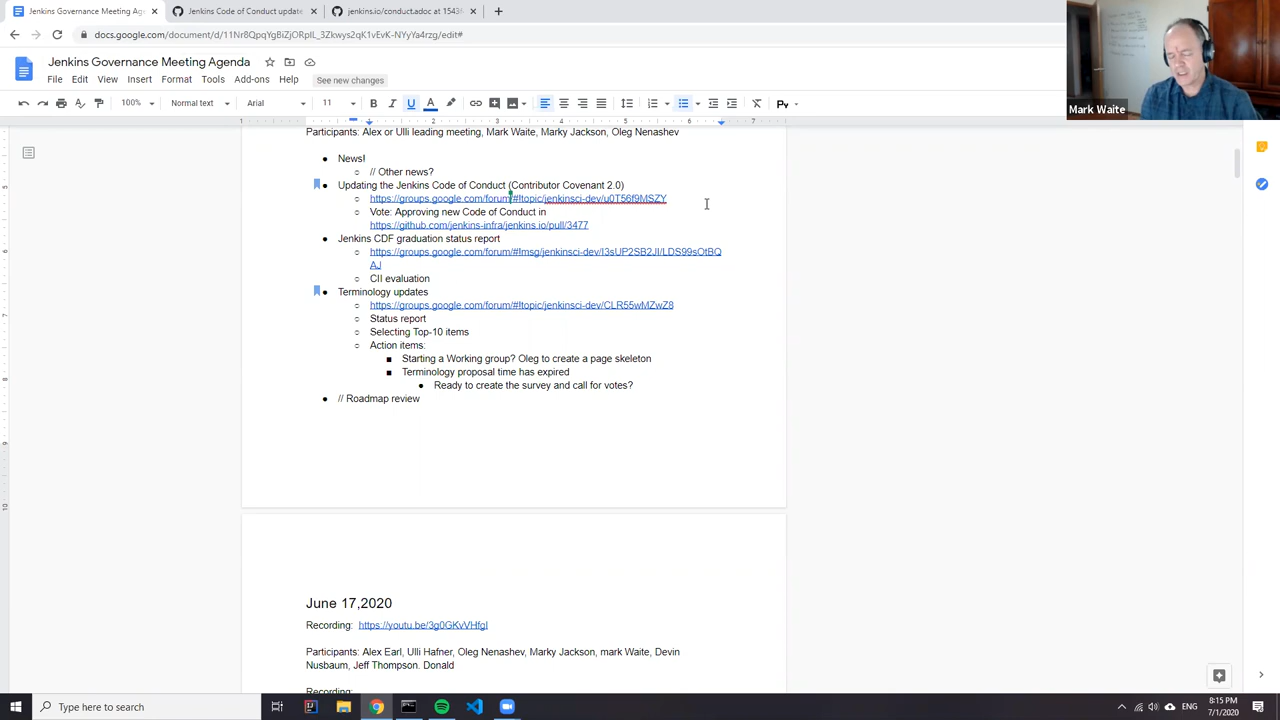 Jenkins Governance Meeting Age
Jenkins Code of Conduct update
jenkins.io/conduct.adoc at 1543
docs.google.com/document/d/11Nr8QpqYgBiZjORplL_3Zkwys2qK1vEvK-NYyYa4rzg/edit#
Jenkins Governance Meeting Agenda
File Edit View Insert Format Tools Add-ons Help See new changes
100% Normal text Arial 11 B I U A
Participants: Alex or Ulli leading meeting, Mark Waite, Marky Jackson, Oleg Nenashev
● News!
○ // Other news?
● Updating the Jenkins Code of Conduct (Contributor Covenant 2.0)
○ https://groups.google.com/forum/#!topic/jenkinsci-dev/u0T56f9MSZY
○ Vote: Approving new Code of Conduct in
https://github.com/jenkins-infra/jenkins.io/pull/3477
● Jenkins CDF graduation status report
○ https://groups.google.com/forum/#!msg/jenkinsci-dev/I3sUP2SB2JI/LDS99sOtBQ
AJ
○ CII evaluation
● Terminology updates
○ https://groups.google.com/forum/#!topic/jenkinsci-dev/CLR55wMZwZ8
○ Status report
○ Selecting Top-10 items
○ Action items:
■ Starting a Working group? Oleg to create a page skeleton
■ Terminology proposal time has expired
● Ready to create the survey and call for votes?
● // Roadmap review
June 17,2020
Recording: https://youtu.be/3g0GKvVHfgI
Participants: Alex Earl, Ulli Hafner, Oleg Nenashev, Marky Jackson, mark Waite, Devin
Nusbaum, Jeff Thompson. Donald
Recording:
Mark Waite
Type here to search
ENG
8:15 PM
7/1/2020